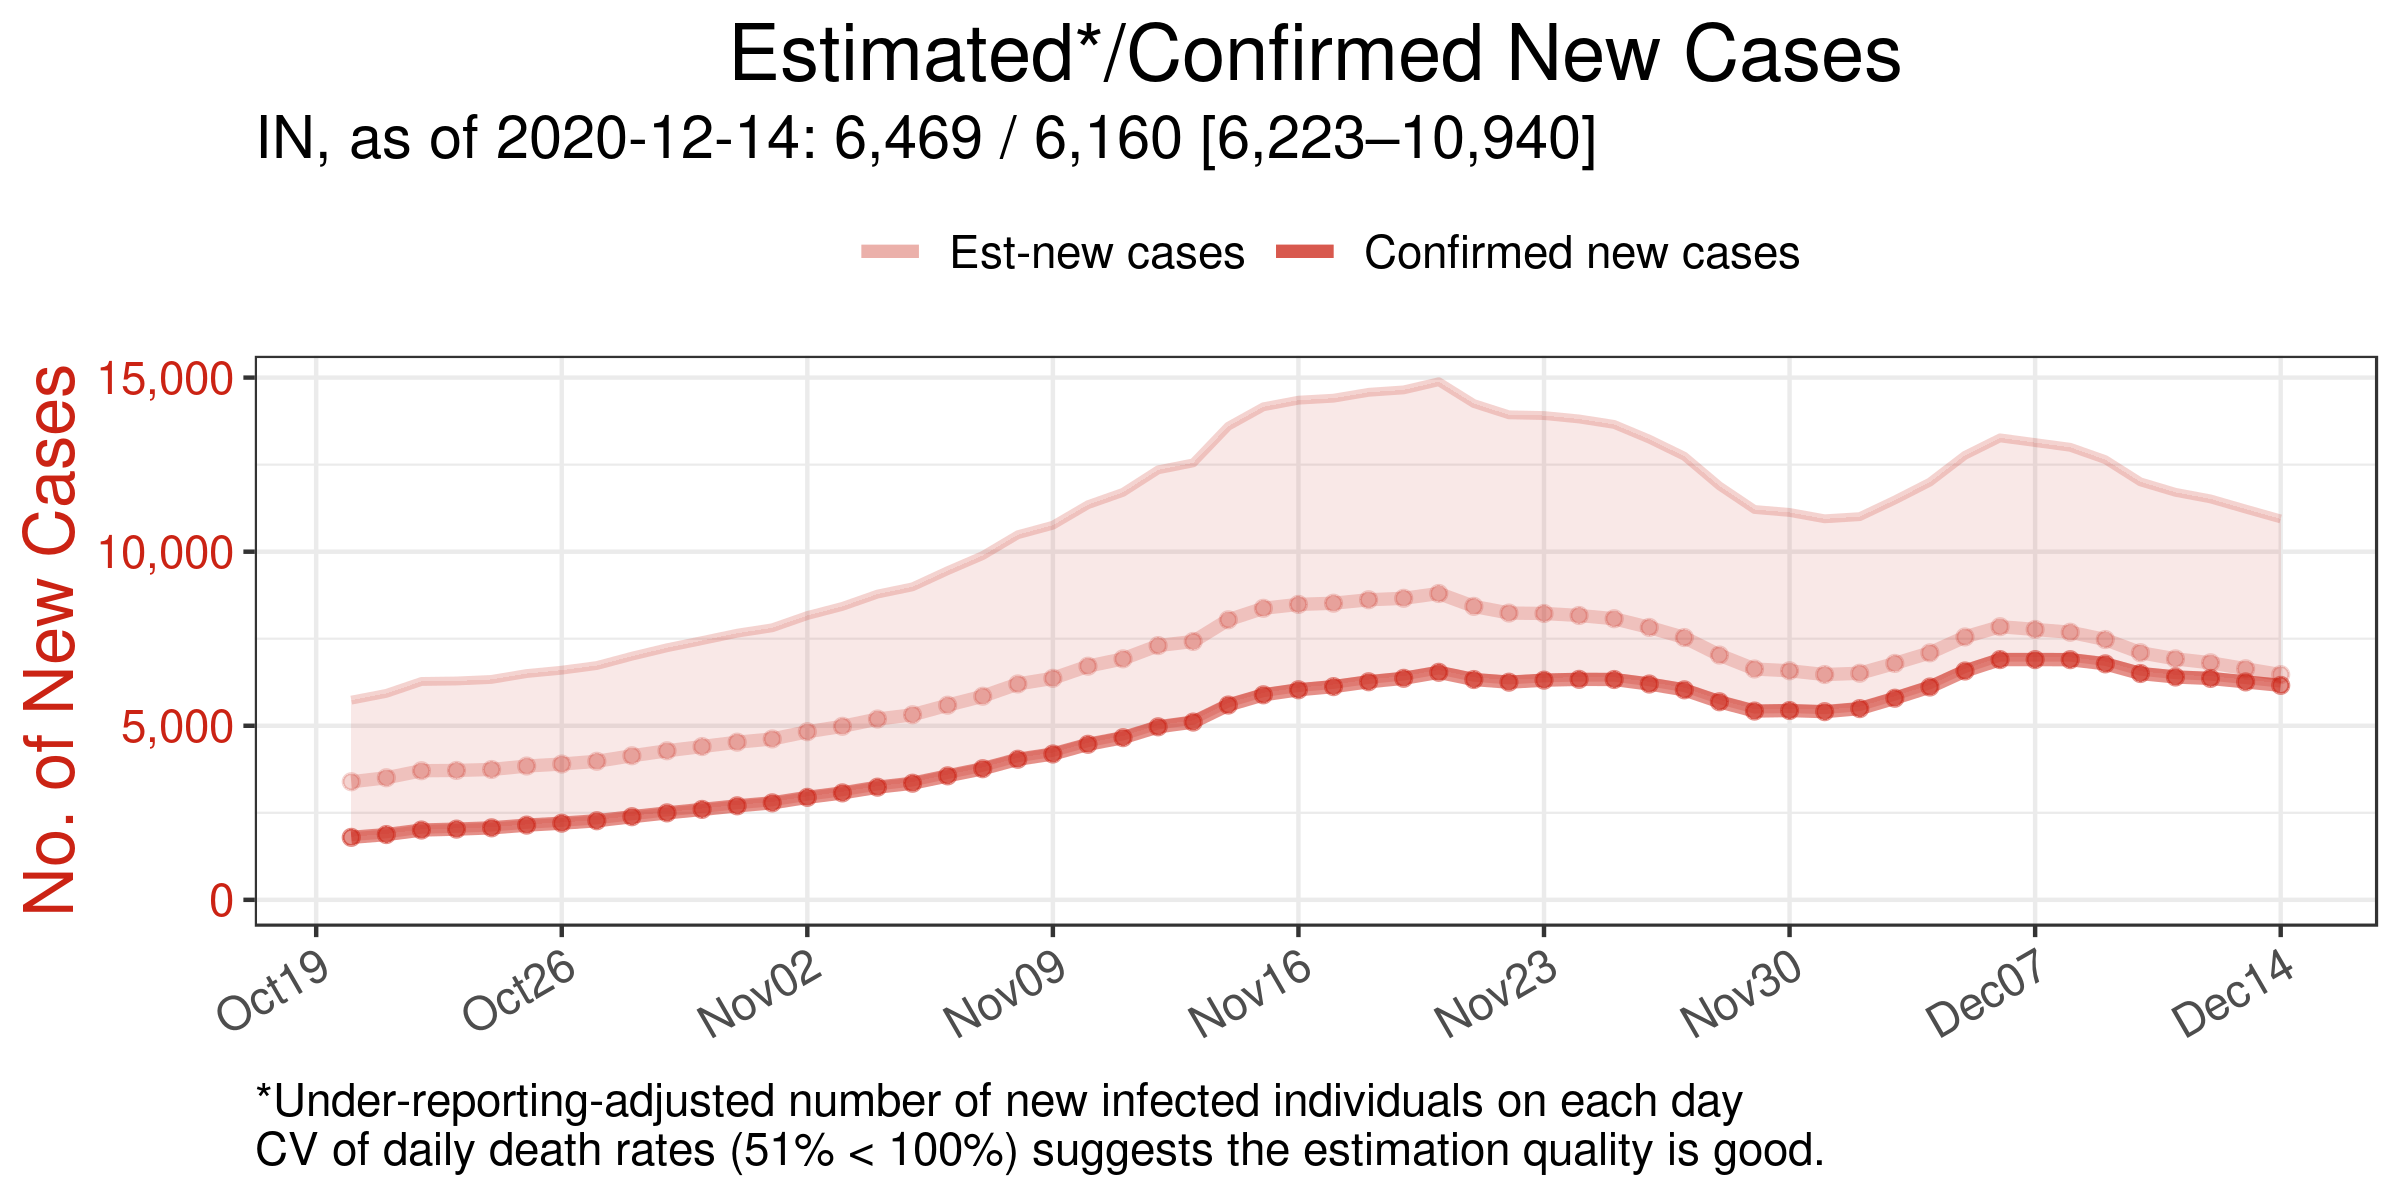 Estimated*/Confirmed New Cases
IN, as of 2020-12-14: 6,469 / 6,160 [6,223–10,940]
Est-new cases
Confirmed new cases
No. of New Cases
15,000
10,000
5,000
0
Oct19
Oct26
Nov02
Nov09
Nov16
Nov23
Nov30
Dec07
Dec14
*Under-reporting-adjusted number of new infected individuals on each day
CV of daily death rates (51% < 100%) suggests the estimation quality is good.